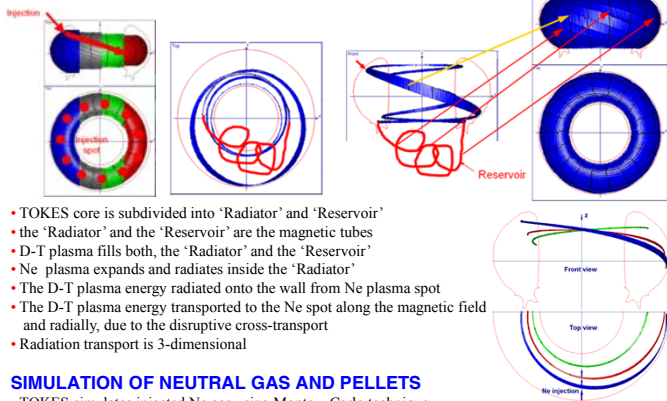 Injection
Top
Front
Injection
spot
Reservoir
• TOKES core is subdivided into ‘Radiator’ and ‘Reservoir’
• the ‘Radiator’ and the ‘Reservoir’ are the magnetic tubes
• D-T plasma fills both, the ‘Radiator’ and the ‘Reservoir’
• Ne plasma expands and radiates inside the ‘Radiator’
• The D-T plasma energy radiated onto the wall from Ne plasma spot
• The D-T plasma energy transported to the Ne spot along the magnetic field
and radially, due to the disruptive cross-transport
• Radiation transport is 3-dimensional
z
Front view
Top view
Ne injection
SIMULATION OF NEUTRAL GAS AND PELLETS